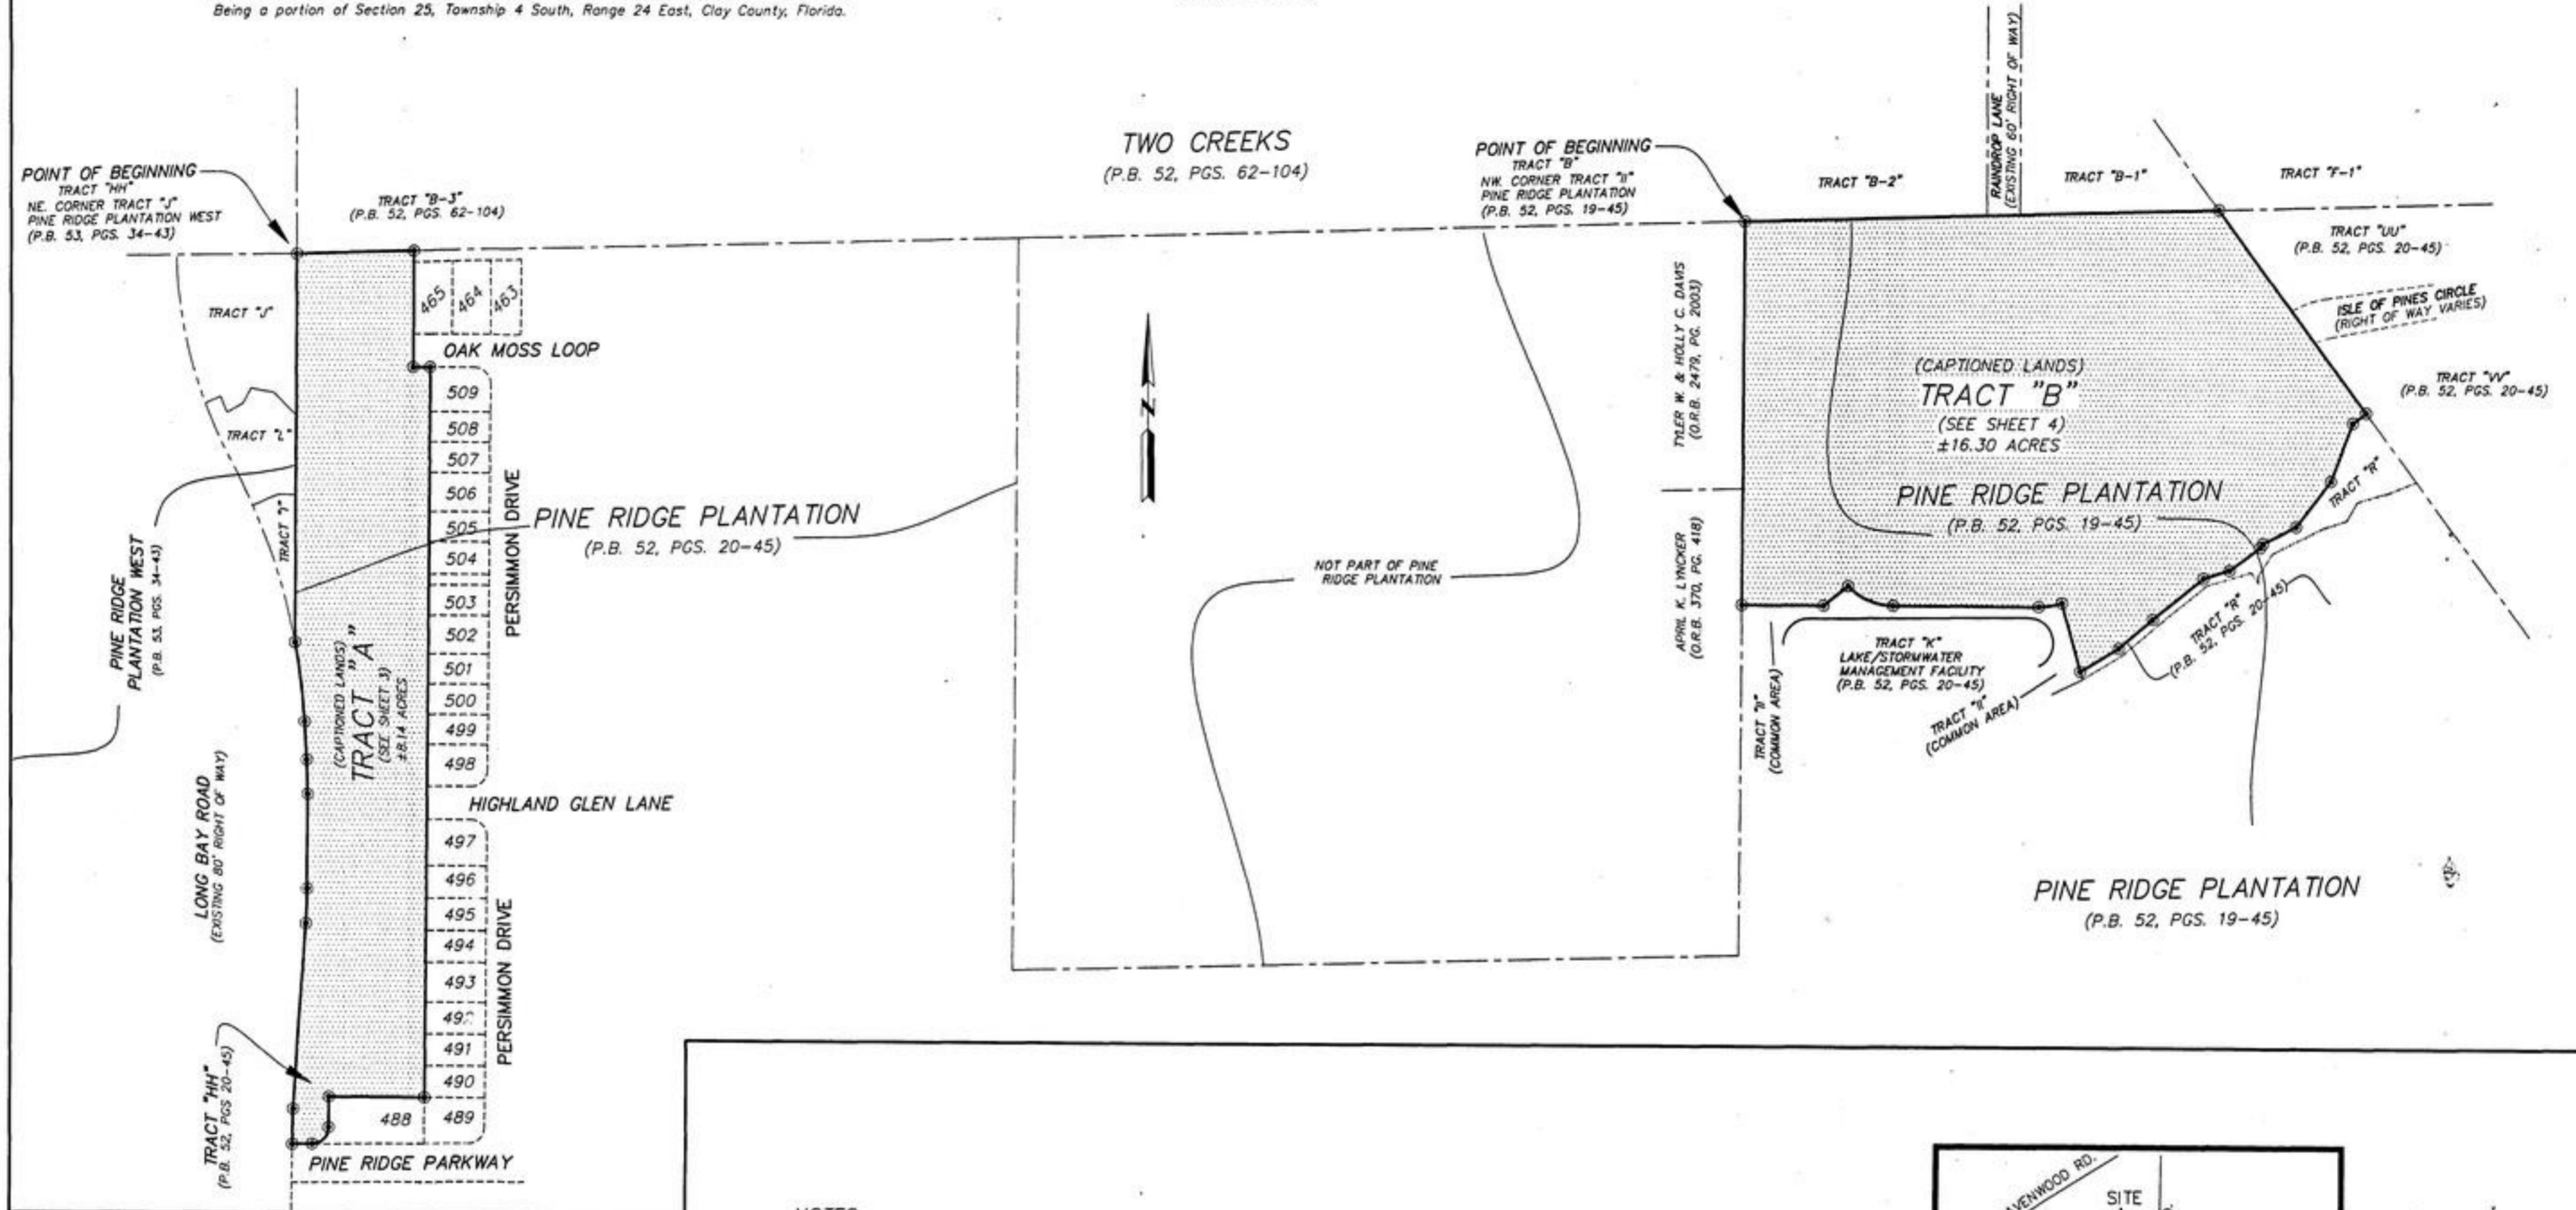 Being a portion of Section 25, Township 4 South, Range 24 East, Clay County, Florida.
POINT OF BEGINNING
TRACT "HH"
NE. CORNER TRACT "J"
PINE RIDGE PLANTATION WEST
(P.B. 53, PGS. 34-43)
TRACT "B-3"
(P.B. 52, PGS. 62-104)
TWO CREEKS
(P.B. 52, PGS. 62-104)
POINT OF BEGINNING
TRACT "B"
NW. CORNER TRACT "II"
PINE RIDGE PLANTATION
(P.B. 52, PGS. 19-45)
TRACT "B-2"
RAINDROP LANE
(EXISTING 60' RIGHT OF WAY)
TRACT "B-1"
TRACT "F-1"
TRACT "UU"
(P.B. 52, PGS. 20-45)
ISLE OF PINES CIRCLE
(RIGHT OF WAY VARIES)
TRACT "VV"
(P.B. 52, PGS. 20-45)
TRACT "J"
TRACT "L"
465
464
463
OAK MOSS LOOP
509
508
507
506
505
504
503
502
501
500
499
498
PERSIMMON DRIVE
PINE RIDGE PLANTATION
(P.B. 52, PGS. 20-45)
PINE RIDGE
PLANTATION WEST
(P.B. 53, PGS. 34-43)
(CAPTIONED LANDS)
TRACT "A"
(SEE SHEET 3)
±8.14 ACRES
LONG BAY ROAD
(EXISTING 80' RIGHT OF WAY)
HIGHLAND GLEN LANE
497
496
495
494
493
492
491
490
489
488
PERSIMMON DRIVE
TRACT "HH"
(P.B. 52, PGS 20-45)
PINE RIDGE PARKWAY
N
NOT PART OF PINE
RIDGE PLANTATION
TYLER W. & HOLLY C. DAVIS
(O.R.B. 2479, PG. 2003)
APRIL K. LYNCKER
(O.R.B. 370, PG. 418)
(CAPTIONED LANDS)
TRACT "B"
(SEE SHEET 4)
±16.30 ACRES
PINE RIDGE PLANTATION
(P.B. 52, PGS. 19-45)
TRACT "R"
TRACT "R"
(P.B. 52, PGS. 20-45)
TRACT "K"
LAKE/STORMWATER
MANAGEMENT FACILITY
(P.B. 52, PGS. 20-45)
TRACT "II"
(COMMON AREA)
TRACT "II"
(COMMON AREA)
PINE RIDGE PLANTATION
(P.B. 52, PGS. 19-45)
SITE